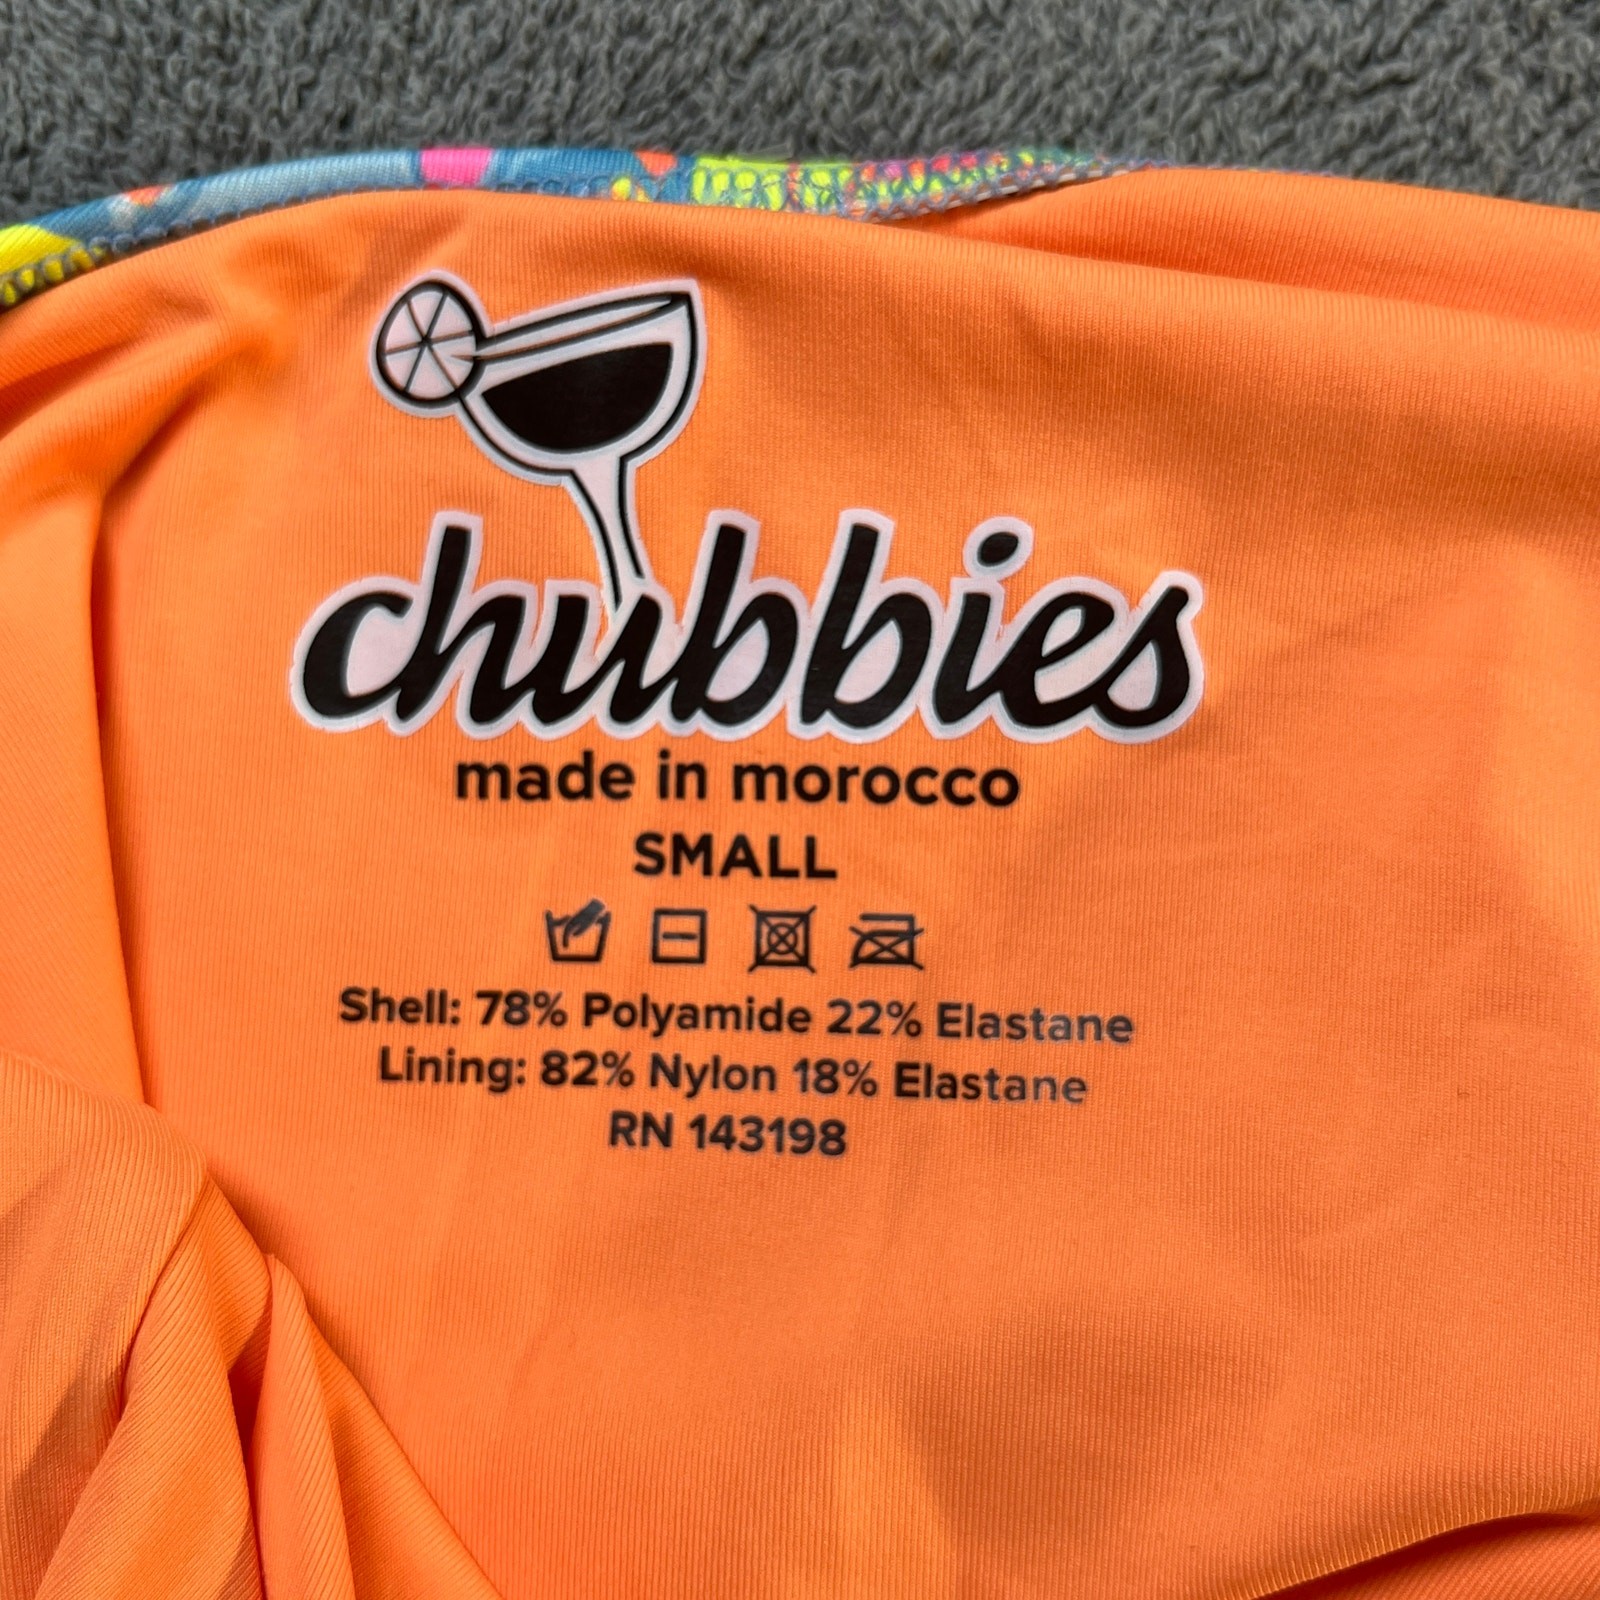 chubbies
made in morocco
SMALL
Shell: 78% Polyamide 22% Elastane
Lining: 82% Nylon 18% Elastane
RN 143198